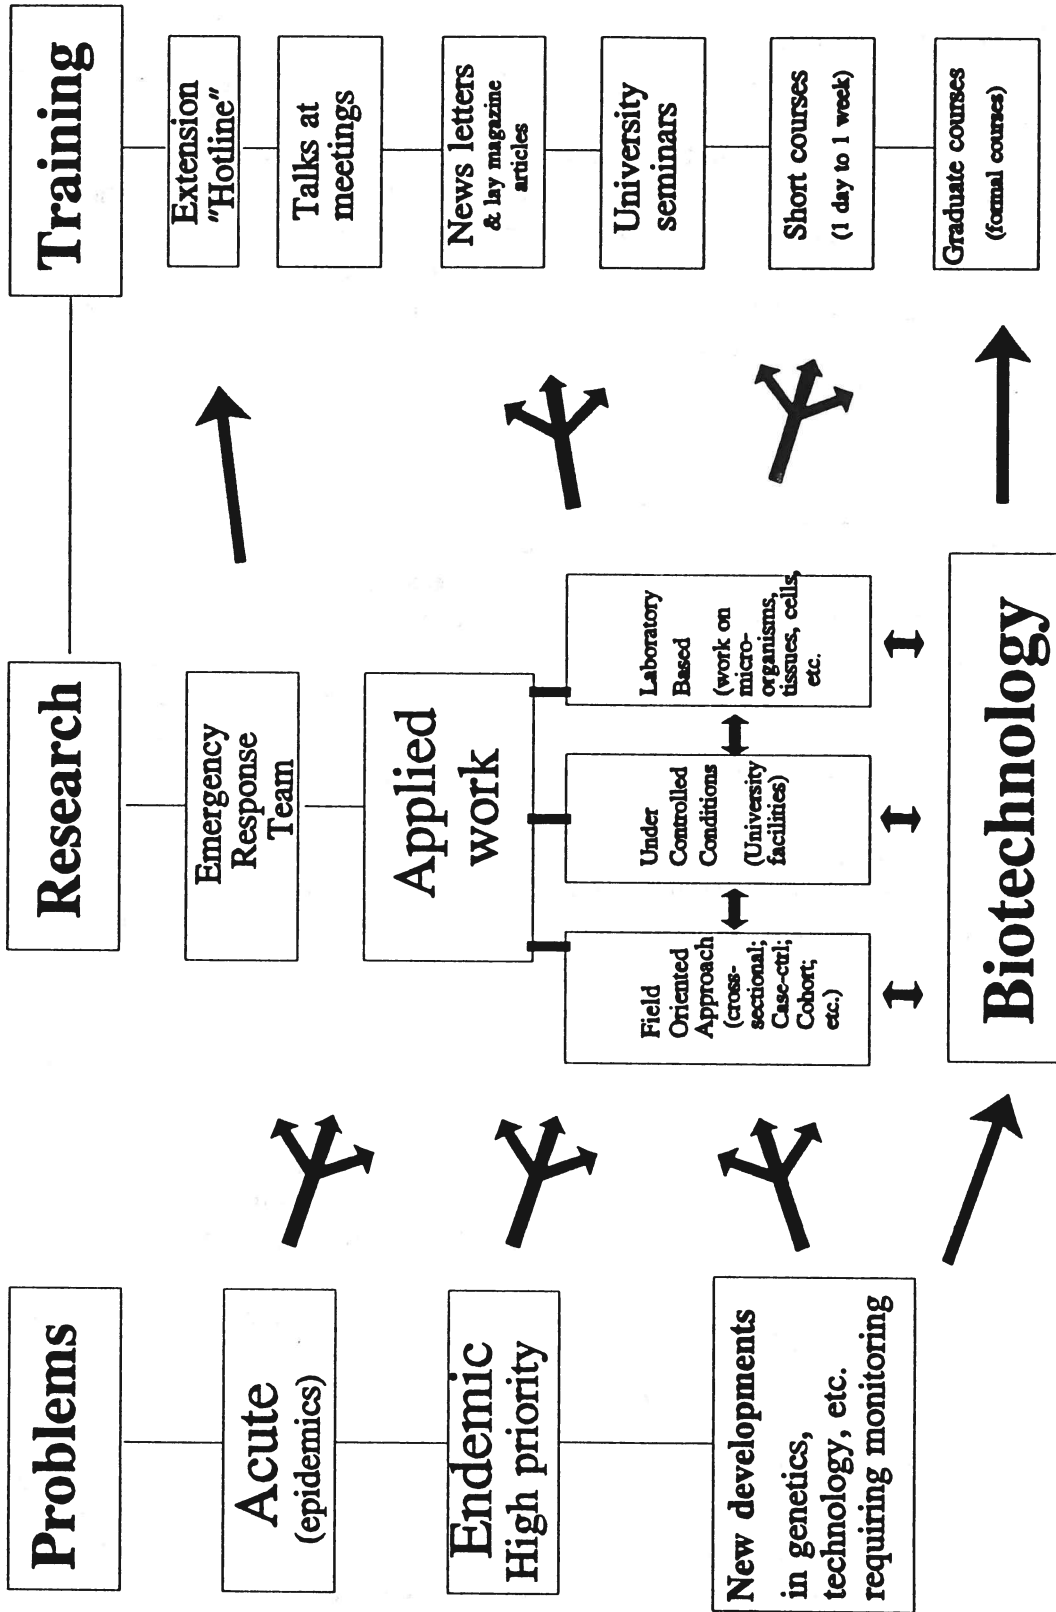 Problems
Acute
(epidemics)
Endemic
High priority
New developments
in genetics,
technology, etc.
requiring monitoring
Research
Emergency
Response
Team
Applied
work
Field
Oriented
Approach
(cross-
sectional;
Case-ctrl;
Cohort;
etc.)
Under
Controlled
Conditions
(University
facilities)
Laboratory
Based
(work on
micro-
organisms,
tissues, cells,
etc.
Biotechnology
Training
Extension
"Hotline"
Talks at
meetings
News letters
& lay magazine
articles
University
seminars
Short courses
(1 day to 1 week)
Graduate courses
(formal courses)